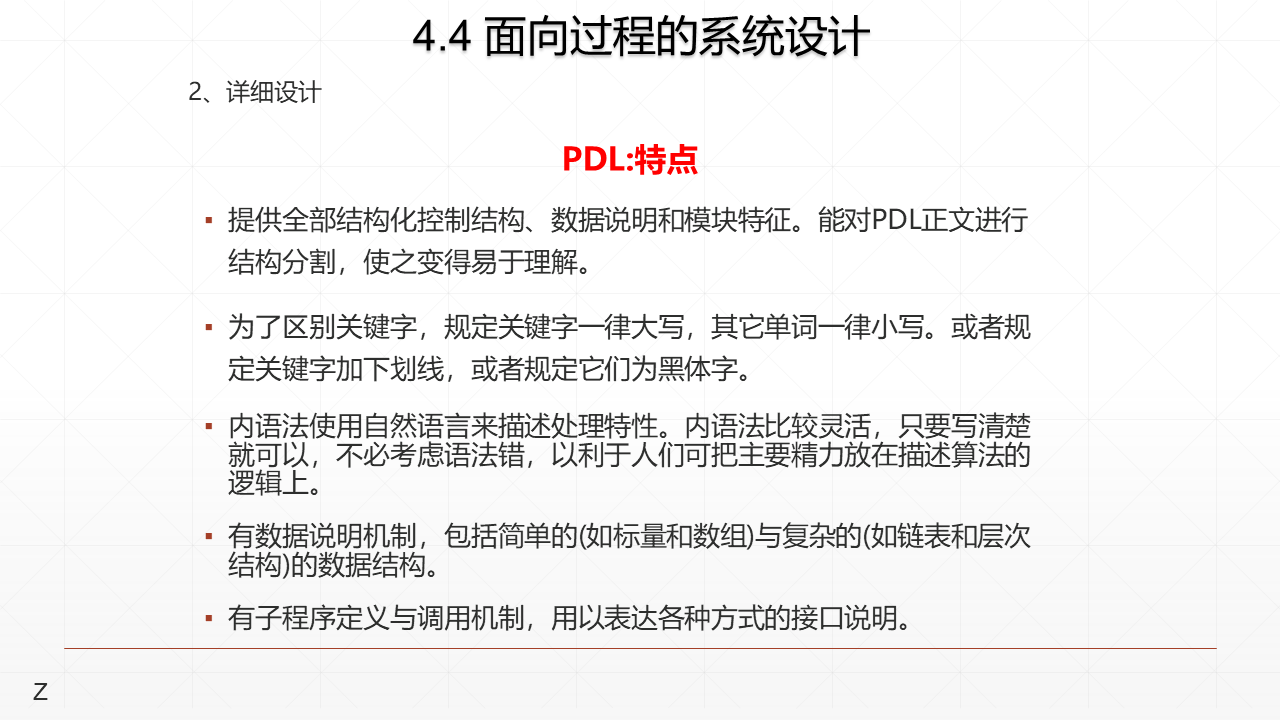 4.4 面向过程的系统设计
2、详细设计
PDL:特点
▪ 提供全部结构化控制结构、数据说明和模块特征。能对PDL正文进行
结构分割，使之变得易于理解。
▪ 为了区别关键字，规定关键字一律大写，其它单词一律小写。或者规
定关键字加下划线，或者规定它们为黑体字。
▪ 内语法使用自然语言来描述处理特性。内语法比较灵活，只要写清楚
就可以，不必考虑语法错，以利于人们可把主要精力放在描述算法的
逻辑上。
▪ 有数据说明机制，包括简单的(如标量和数组)与复杂的(如链表和层次
结构)的数据结构。
▪ 有子程序定义与调用机制，用以表达各种方式的接口说明。
Z